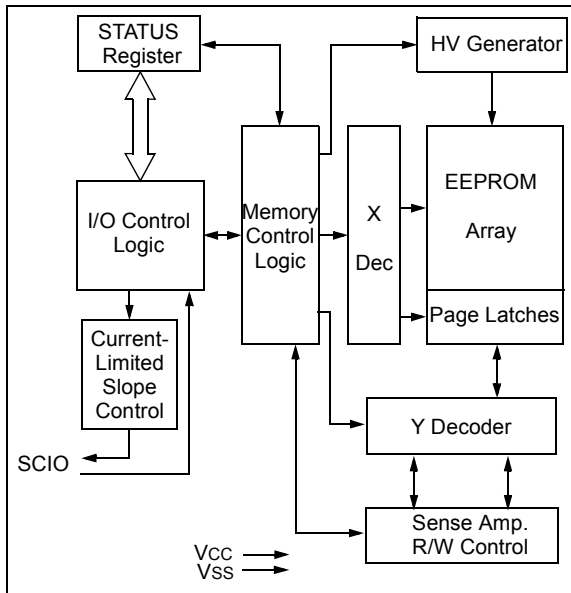 STATUS
Register
HV Generator
I/O Control
Logic
Memory
Control
Logic
X
Dec
EEPROM
Array
Page Latches
Current-
Limited
Slope
Control
SCIO
Y Decoder
Sense Amp.
R/W Control
VCC
VSS